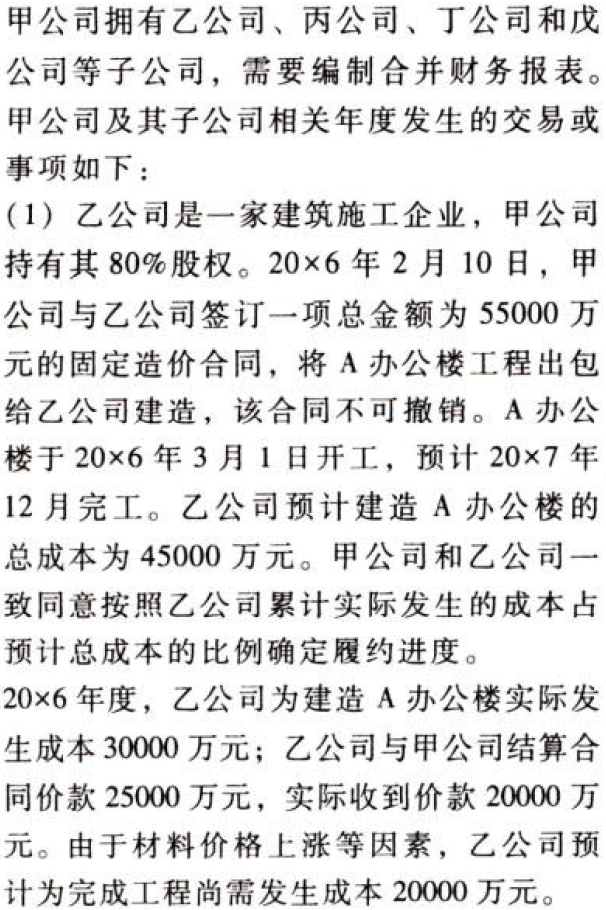 甲公司拥有乙公司、丙公司、丁公司和戊
公司等子公司，需要编制合并财务报表。
甲公司及其子公司相关年度发生的交易或
事项如下：
(1) 乙公司是一家建筑施工企业，甲公司
持有其 80%股权。20×6 年 2 月 10 日，甲
公司与乙公司签订一项总金额为 55000 万
元的固定造价合同，将 A 办公楼工程出包
给乙公司建造，该合同不可撤销。A 办公
楼于 20×6 年 3 月 1 日开工，预计 20×7 年
12 月完工。乙公司预计建造 A 办公楼的
总成本为 45000 万元。甲公司和乙公司一
致同意按照乙公司累计实际发生的成本占
预计总成本的比例确定履约进度。
20×6 年度，乙公司为建造 A 办公楼实际发
生成本 30000 万元；乙公司与甲公司结算合
同价款 25000 万元，实际收到价款 20000 万
元。由于材料价格上涨等因素，乙公司预
计为完成工程尚需发生成本 20000 万元。